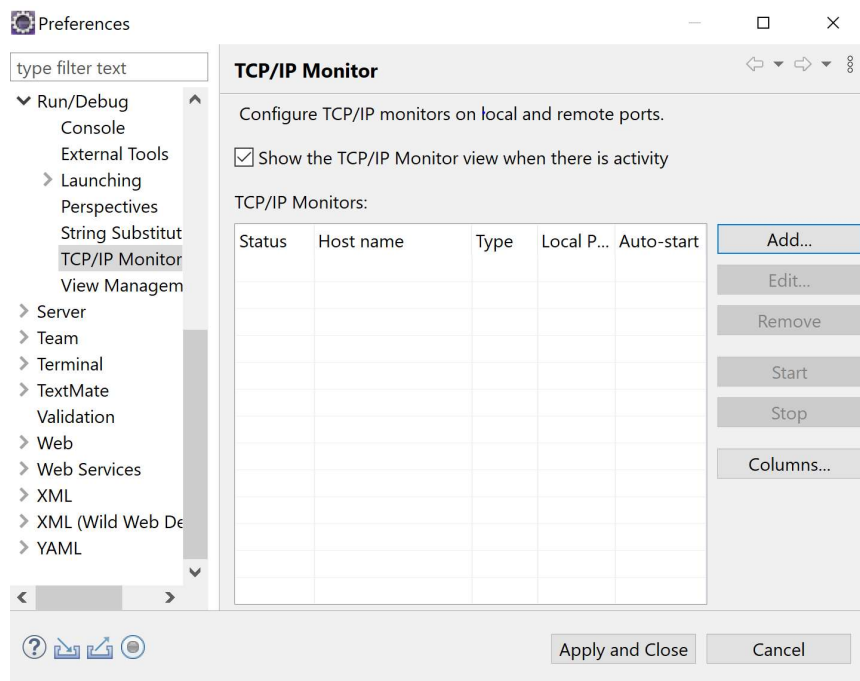 Preferences
type filter text
Run/Debug
Console
External Tools
Launching
Perspectives
String Substitut
TCP/IP Monitor
View Managem
Server
Team
Terminal
TextMate
Validation
Web
Web Services
XML
XML (Wild Web De
YAML
TCP/IP Monitor
Configure TCP/IP monitors on local and remote ports.
Show the TCP/IP Monitor view when there is activity
TCP/IP Monitors:
Status Host name Type Local P... Auto-start
Add...
Edit...
Remove
Start
Stop
Columns...
Apply and Close Cancel